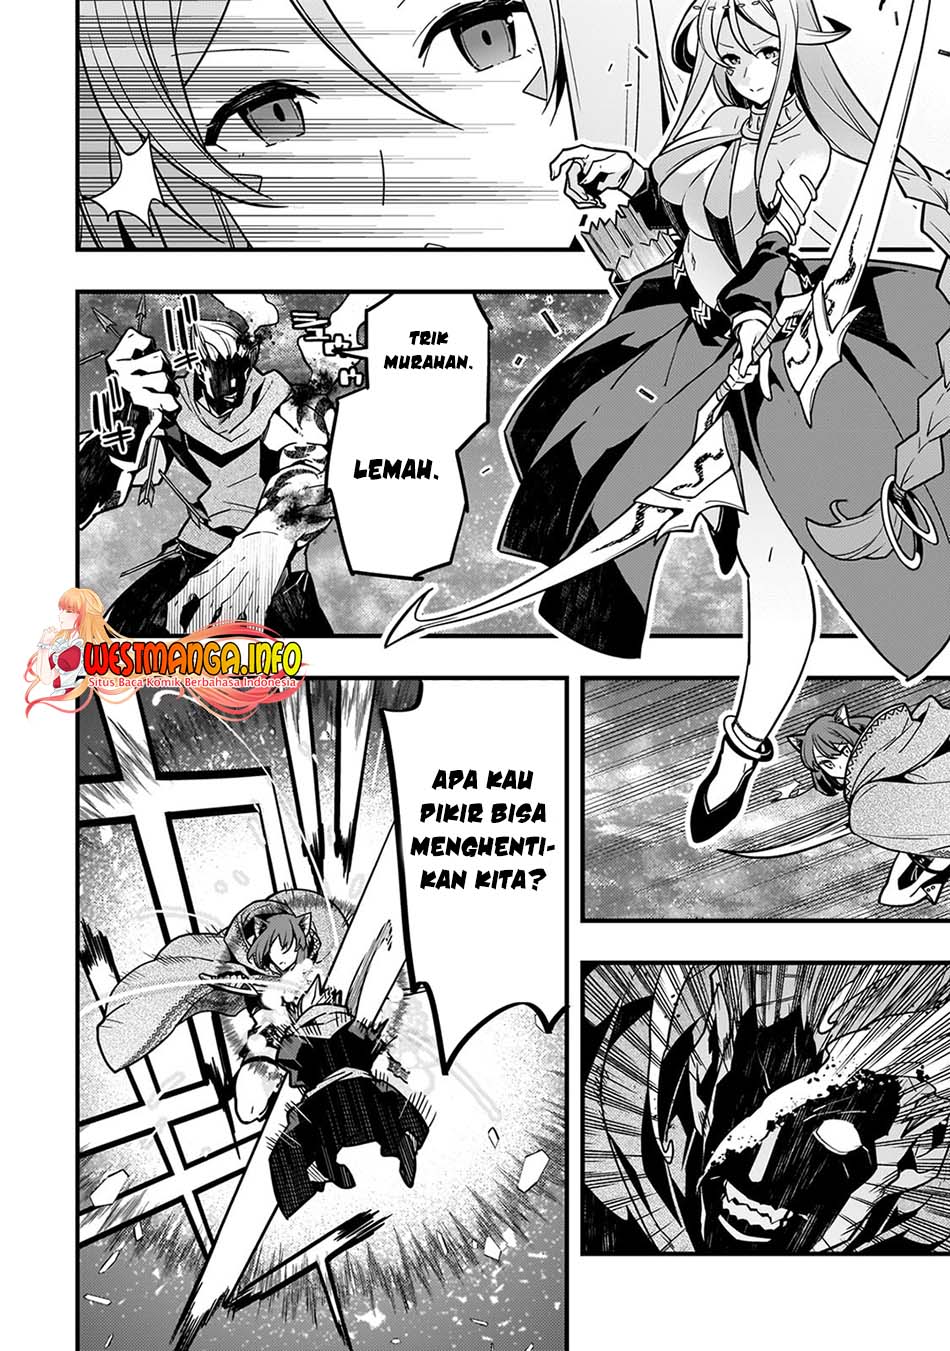 TRIK
MURAHAN.
LEMAH.
WESTMANGA.INFO
Situs Baca Komik Berbahasa Indonesia
APA KAU
PIKIR BISA
MENGHENTI-
KAN KITA?